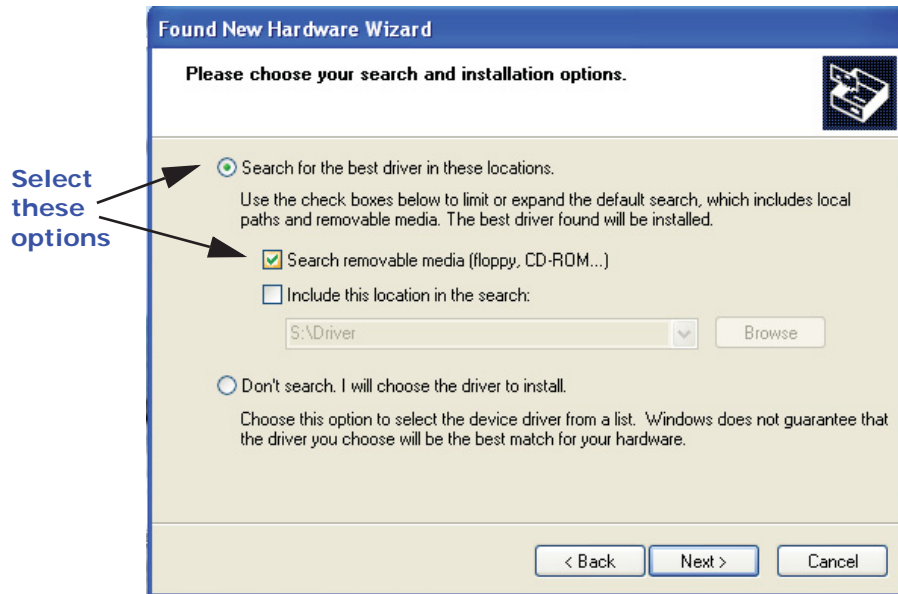 Found New Hardware Wizard
Please choose your search and installation options.
Select
these
options
Search for the best driver in these locations.
Use the check boxes below to limit or expand the default search, which includes local
paths and removable media. The best driver found will be installed.
Search removable media (floppy, CD-ROM...)
Include this location in the search:
S:\Driver
Browse
Don't search. I will choose the driver to install.
Choose this option to select the device driver from a list. Windows does not guarantee that
the driver you choose will be the best match for your hardware.
< Back Next > Cancel